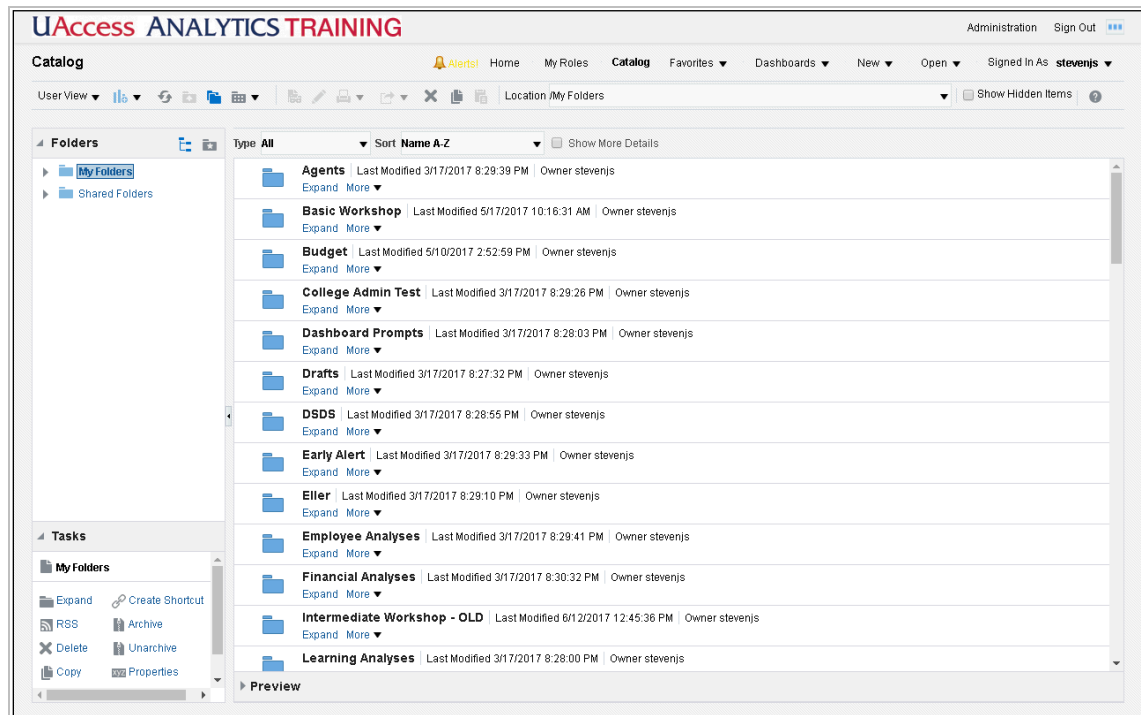 UAccess ANALYTICS TRAINING
Administration Sign Out
Catalog
Alerts! Home My Roles Catalog Favorites Dashboards New Open Signed In As stevenjs
User View Location /My Folders Show Hidden Items
Folders
Type All Sort Name A-Z Show More Details
My Folders
Shared Folders
Agents Last Modified 3/17/2017 8:29:39 PM Owner stevenjs
Expand More
Basic Workshop Last Modified 5/17/2017 10:16:31 AM Owner stevenjs
Expand More
Budget Last Modified 5/10/2017 2:52:59 PM Owner stevenjs
Expand More
College Admin Test Last Modified 3/17/2017 8:29:26 PM Owner stevenjs
Expand More
Dashboard Prompts Last Modified 3/17/2017 8:28:03 PM Owner stevenjs
Expand More
Drafts Last Modified 3/17/2017 8:27:32 PM Owner stevenjs
Expand More
DSDS Last Modified 3/17/2017 8:28:55 PM Owner stevenjs
Expand More
Early Alert Last Modified 3/17/2017 8:29:33 PM Owner stevenjs
Expand More
Eller Last Modified 3/17/2017 8:29:10 PM Owner stevenjs
Expand More
Employee Analyses Last Modified 3/17/2017 8:29:41 PM Owner stevenjs
Expand More
Financial Analyses Last Modified 3/17/2017 8:30:32 PM Owner stevenjs
Expand More
Intermediate Workshop - OLD Last Modified 6/12/2017 12:45:36 PM Owner stevenjs
Expand More
Learning Analyses Last Modified 3/17/2017 8:28:00 PM Owner stevenjs
Tasks
My Folders
Expand Create Shortcut
RSS Archive
Delete Unarchive
Copy xyz Properties
Preview